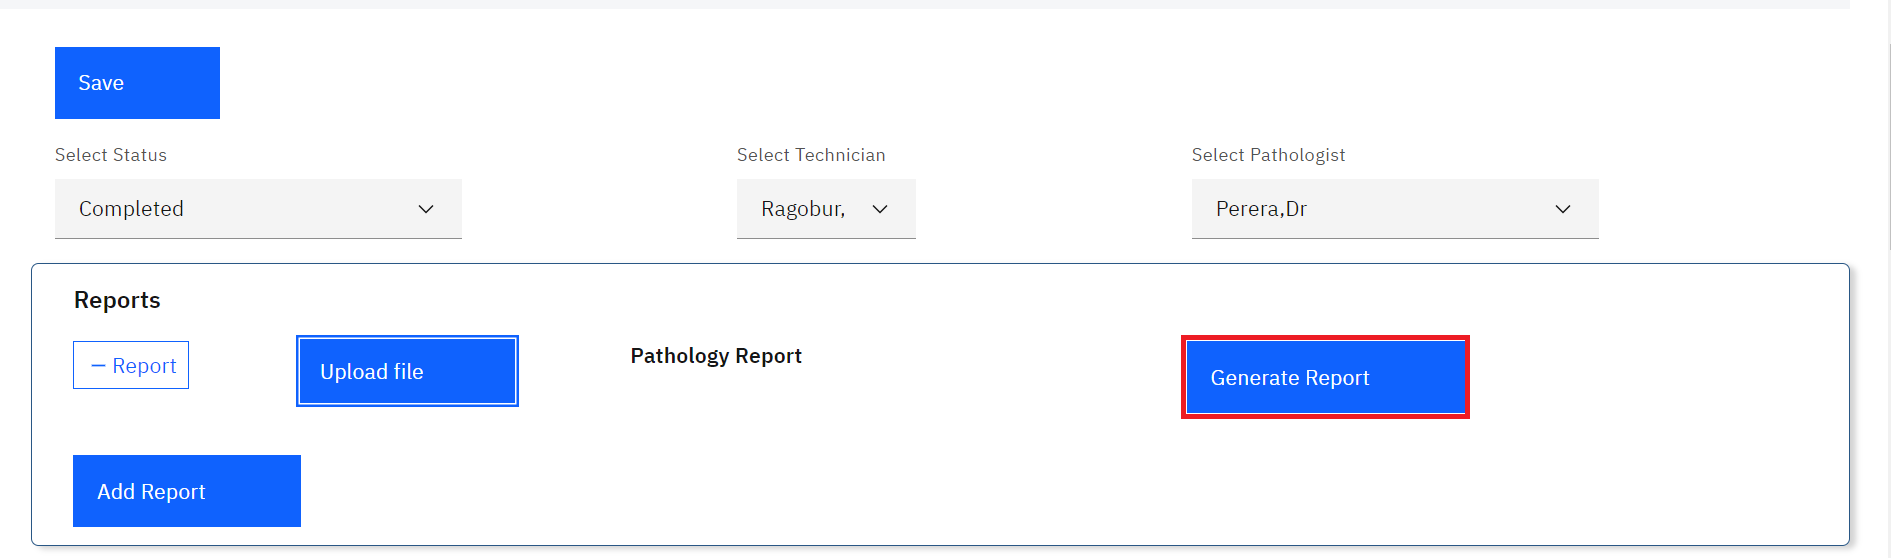 Save
Select Status
Select Technician
Select Pathologist
Completed
Ragobur,
Perera,Dr
Reports
— Report
Upload file
Pathology Report
Generate Report
Add Report